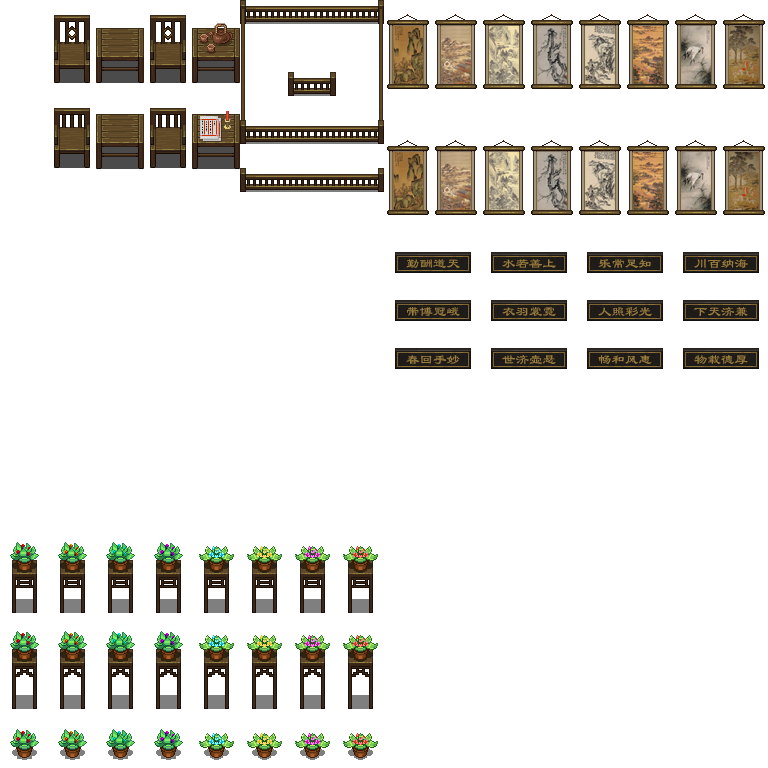 勤酬道天
水若善上
乐常足知
川百纳海
带博冠峨
衣羽裳霓
人照彩光
下天济兼
春回手妙
世济壶悬
畅和风惠
物载德厚